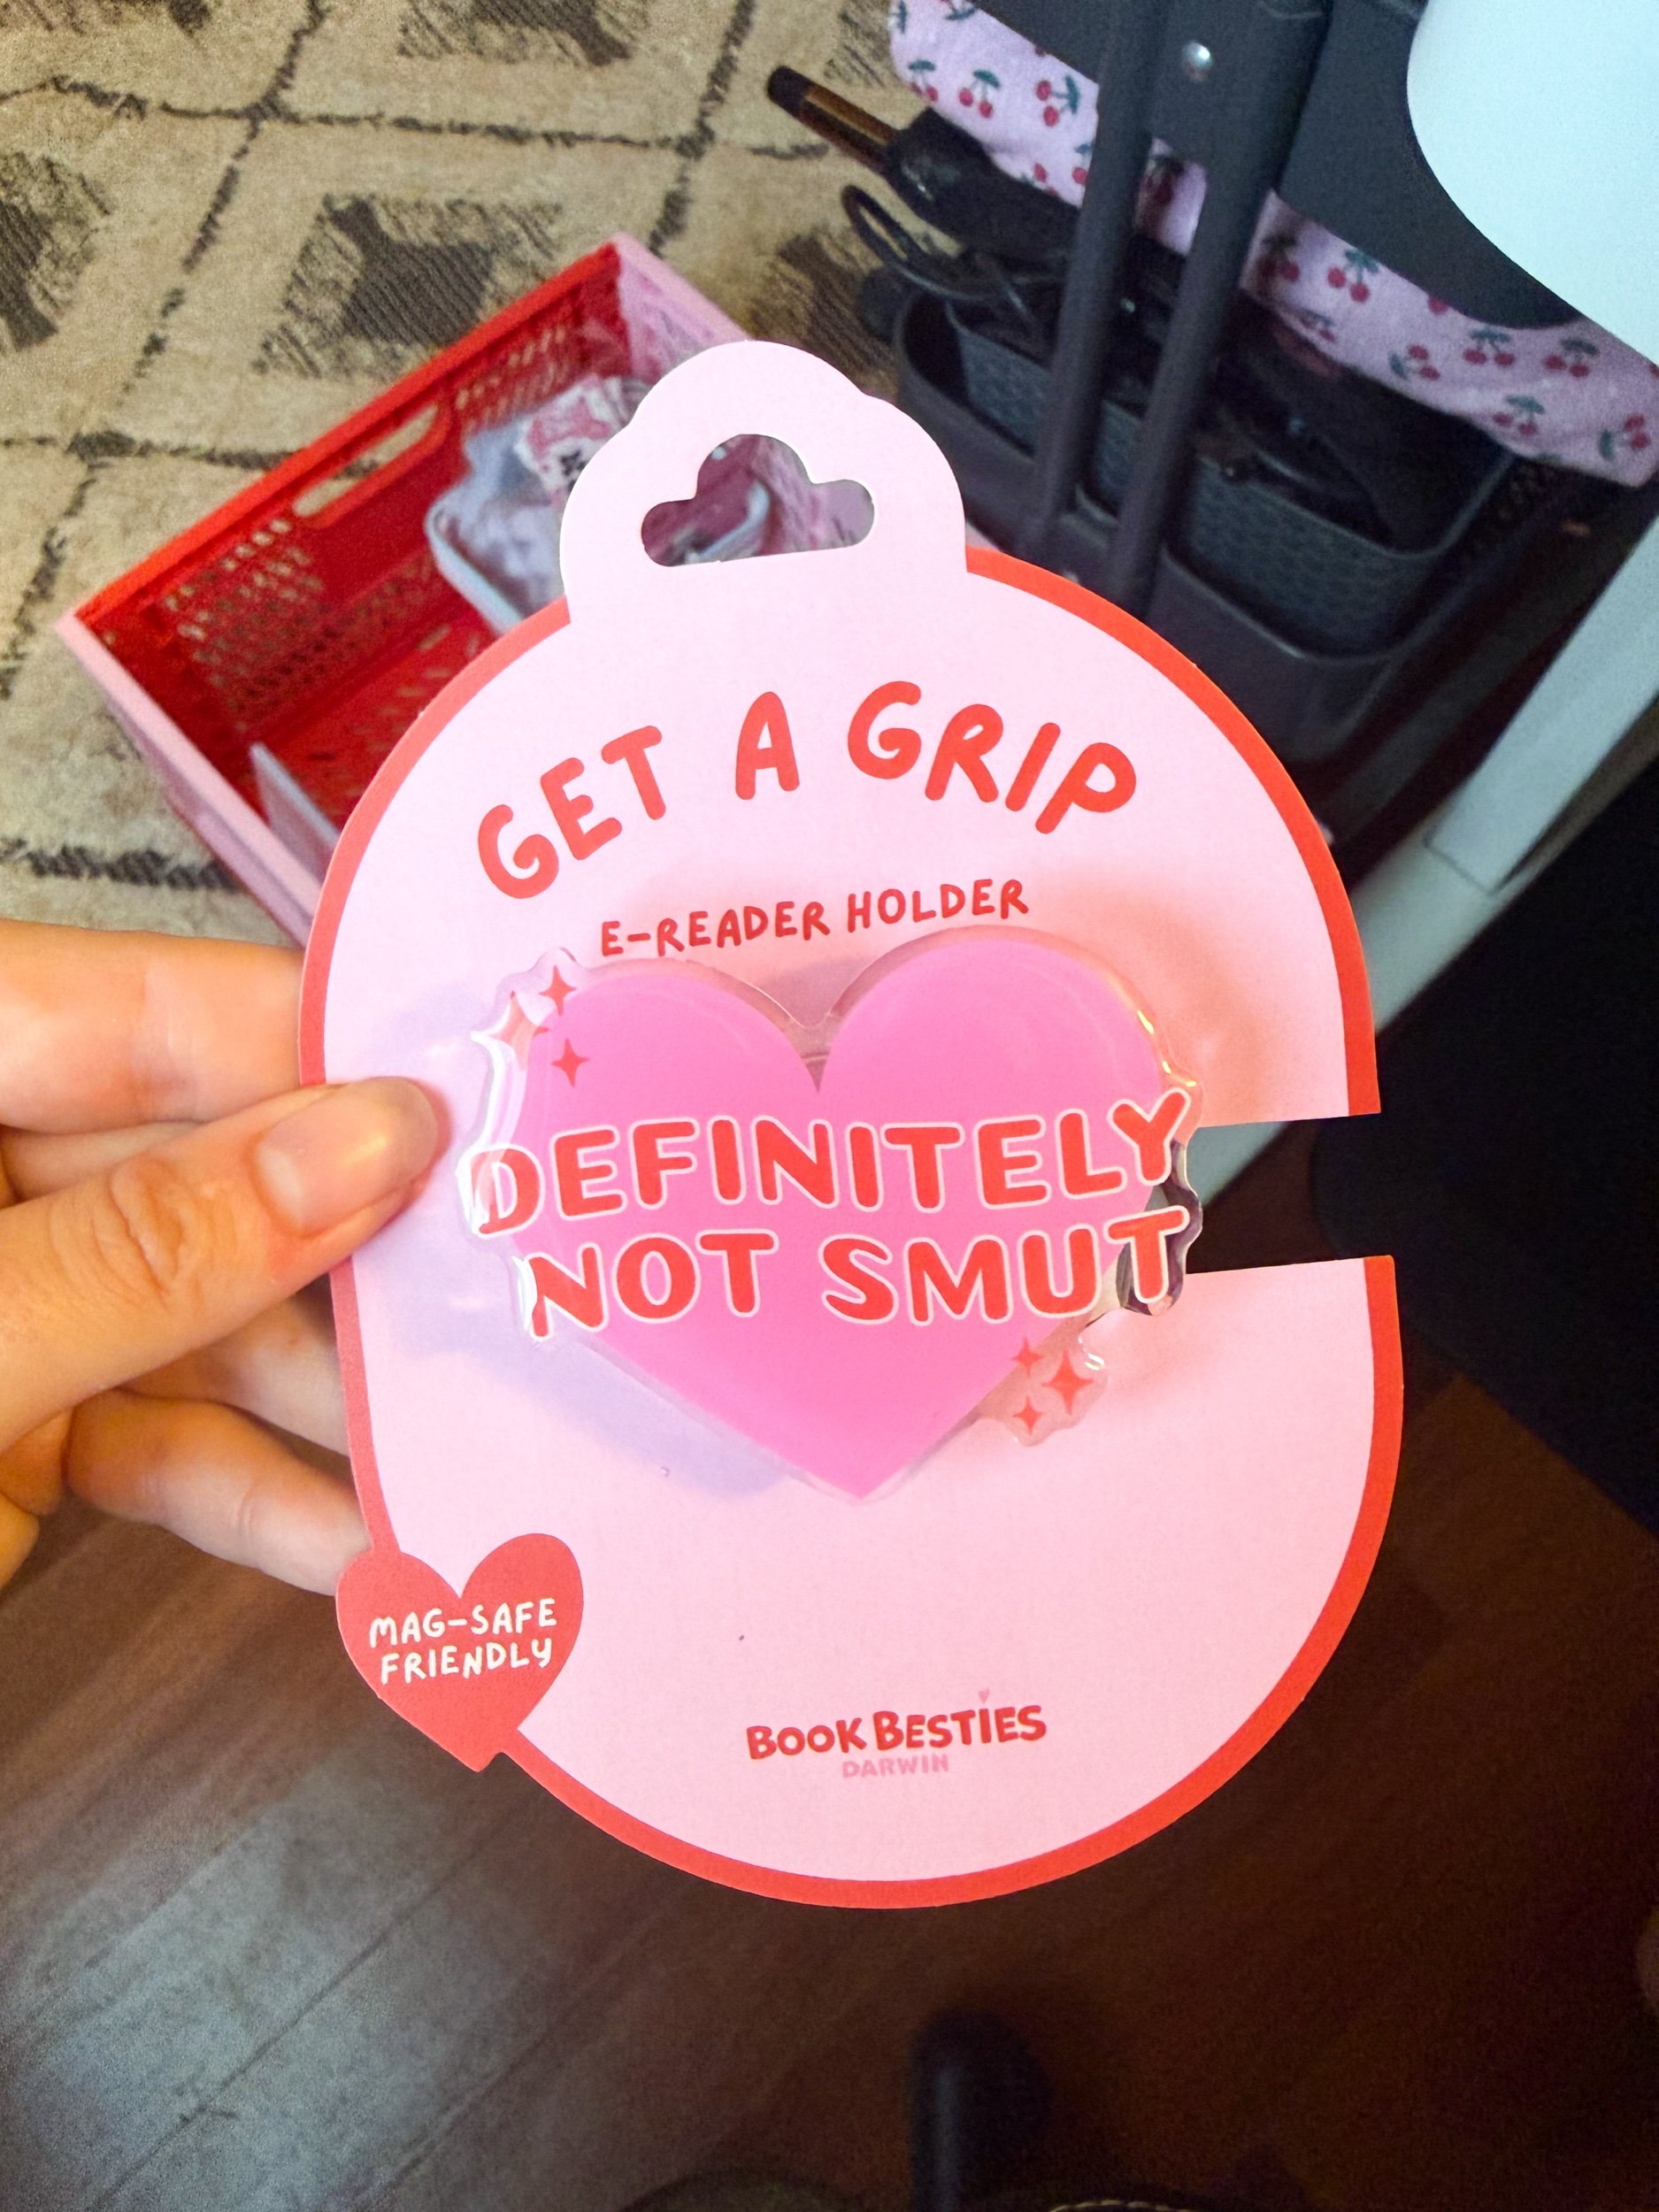 GET A GRIP
E-READER HOLDER
DEFINITELY
NOT SMUT
MAG-SAFE
FRIENDLY
BOOK BESTIES
DARWIN